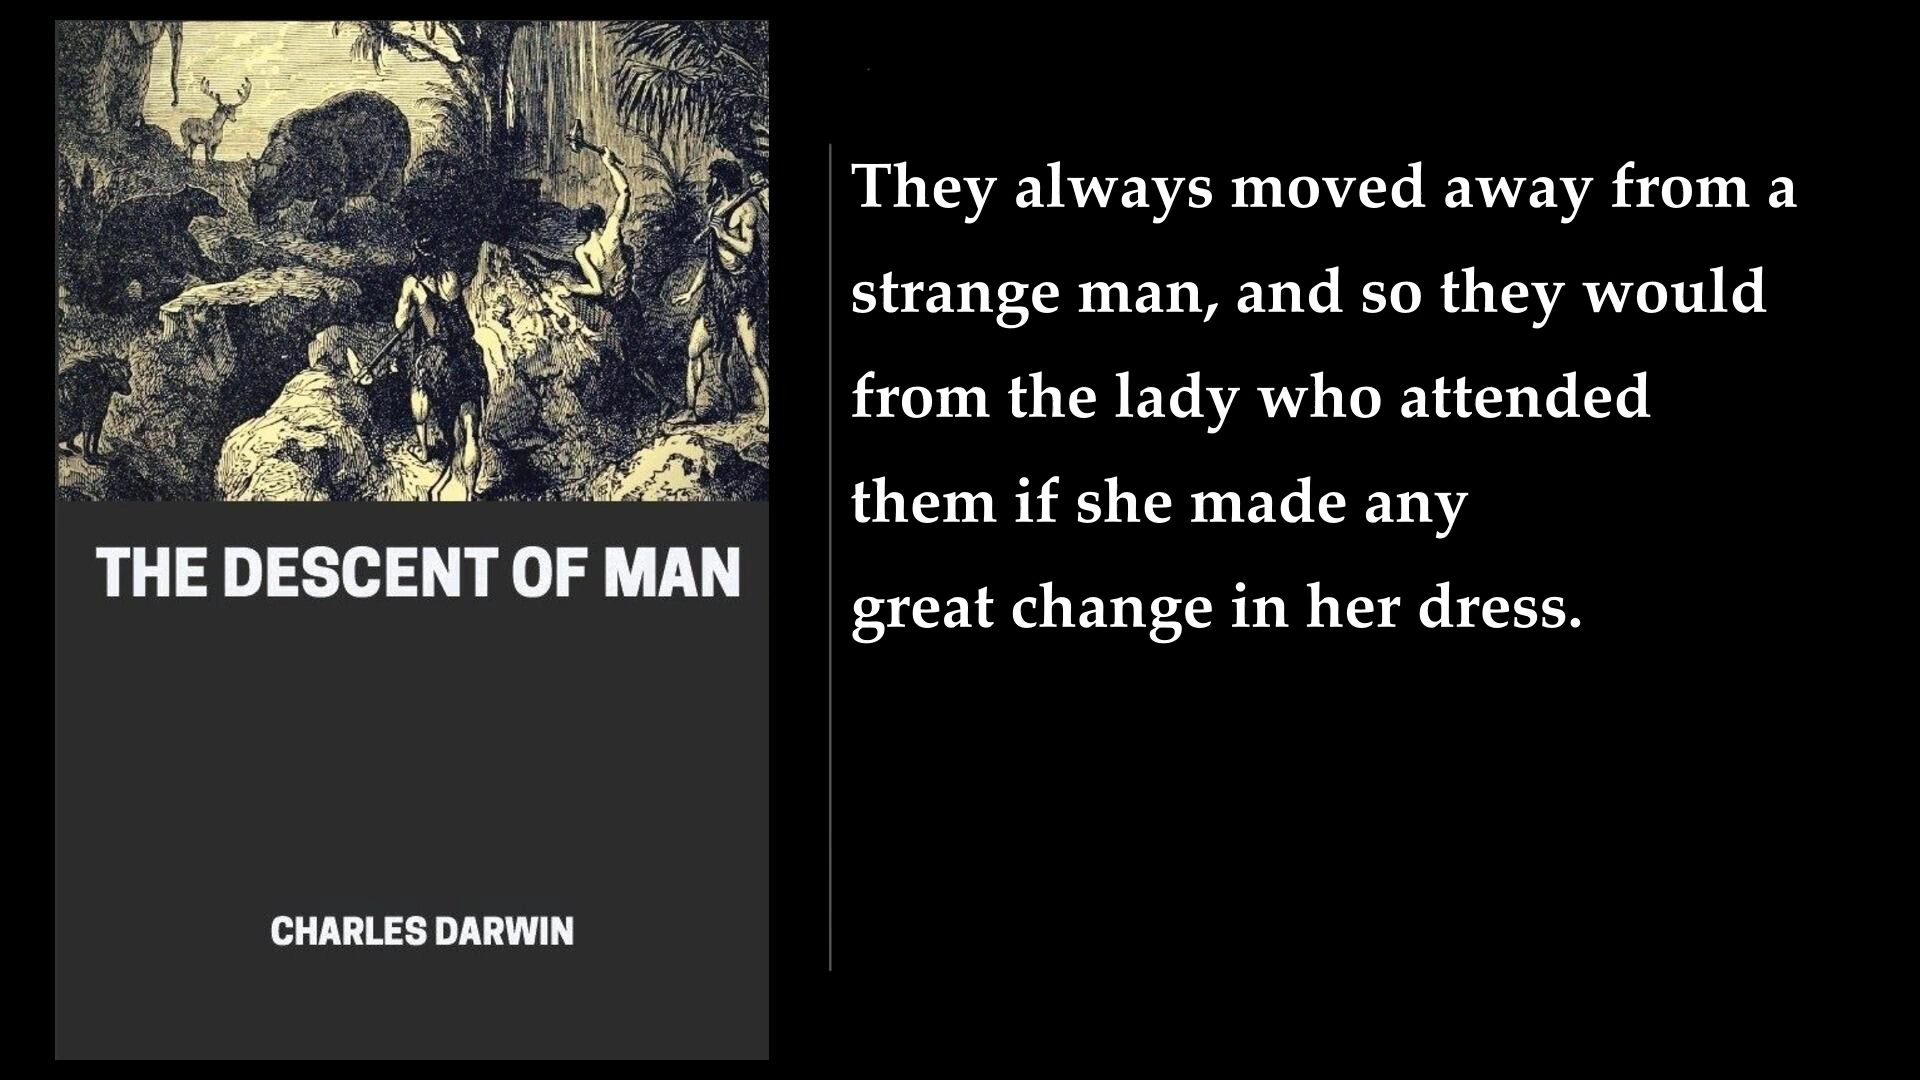 THE DESCENT OF MAN
CHARLES DARWIN
They always moved away from a
strange man, and so they would
from the lady who attended
them if she made any
great change in her dress.